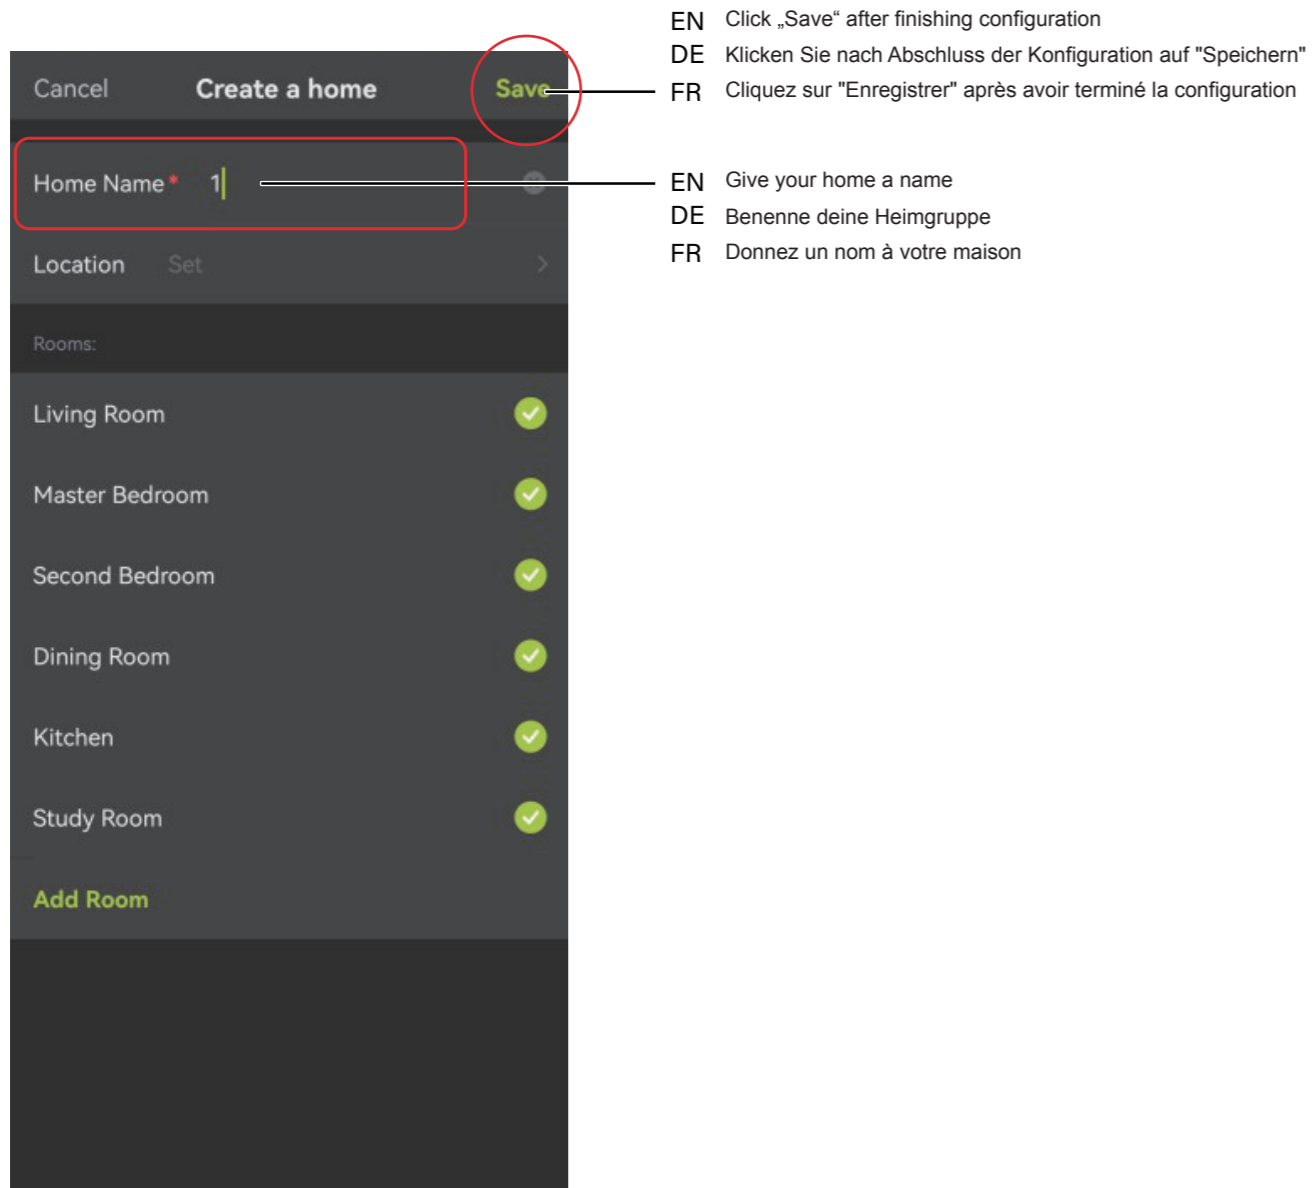 EN Click „Save“ after finishing configuration
DE Klicken Sie nach Abschluss der Konfiguration auf "Speichern"
FR Cliquez sur "Enregistrer" après avoir terminé la configuration
Cancel Create a home Save
Home Name* 1
EN Give your home a name
DE Benenne deine Heimgruppe
FR Donnez un nom à votre maison
Location Set
Rooms:
Living Room
Master Bedroom
Second Bedroom
Dining Room
Kitchen
Study Room
Add Room